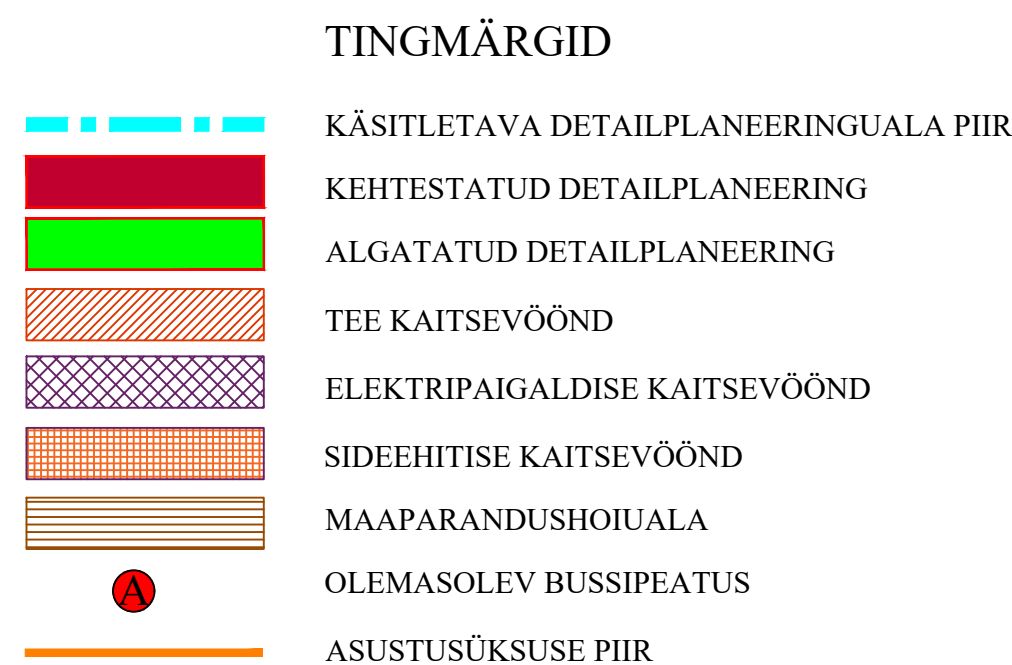 TINGMÄRGID
KÄSITLETAVA DETAILPLANEERINGUALA PIIR
KEHTESTATUD DETAILPLANEERING
ALGATATUD DETAILPLANEERING
TEE KAITSEVÖÖND
ELEKTRIPAIGALDISE KAITSEVÖÖND
SIDEEHITISE KAITSEVÖÖND
MAAPARANDUSHOIUALA
A OLEMASOLEV BUSSIPEATUS
ASUSTUSÜKSUSE PIIR